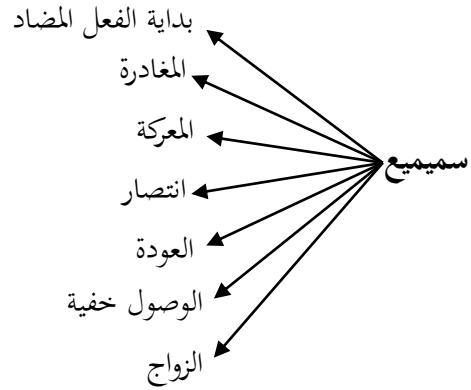 بداية الفعل المضاد
المغادرة
المعركة
سميميع
انتصار
العودة
الوصول خفية
الزواج